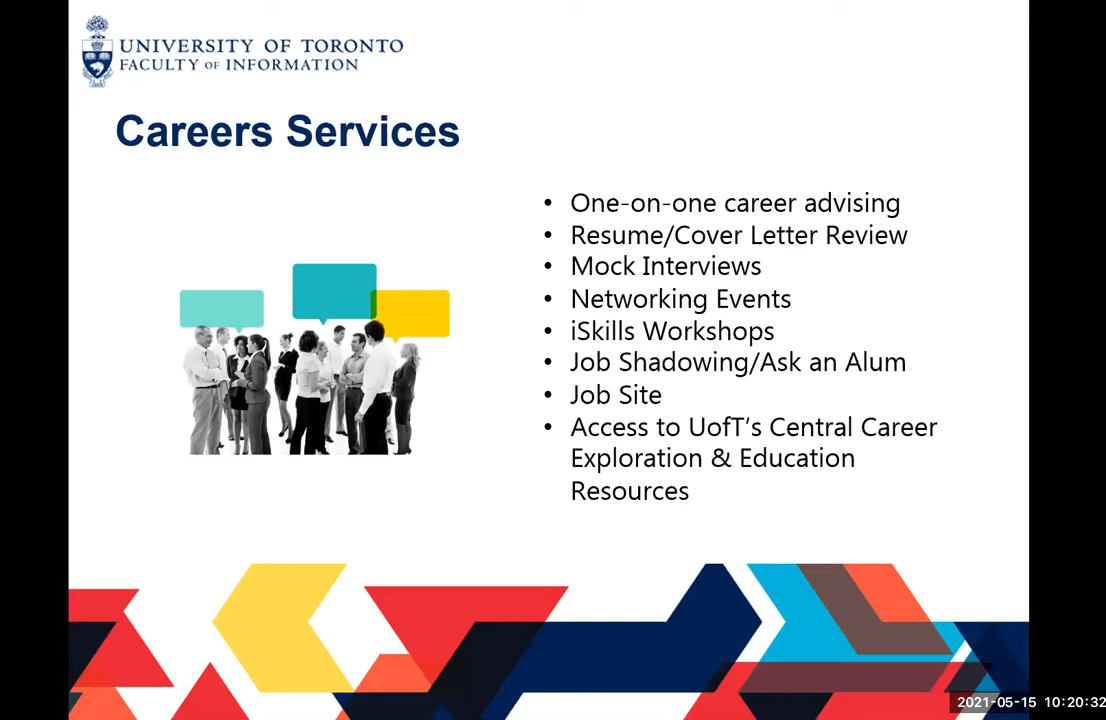 UNIVERSITY OF TORONTO
FACULTY OF INFORMATION
Careers Services
• One-on-one career advising
• Resume/Cover Letter Review
• Mock Interviews
• Networking Events
• iSkills Workshops
• Job Shadowing/Ask an Alum
• Job Site
• Access to UofT’s Central Career
Exploration & Education
Resources
2021-05-15 10:20:32